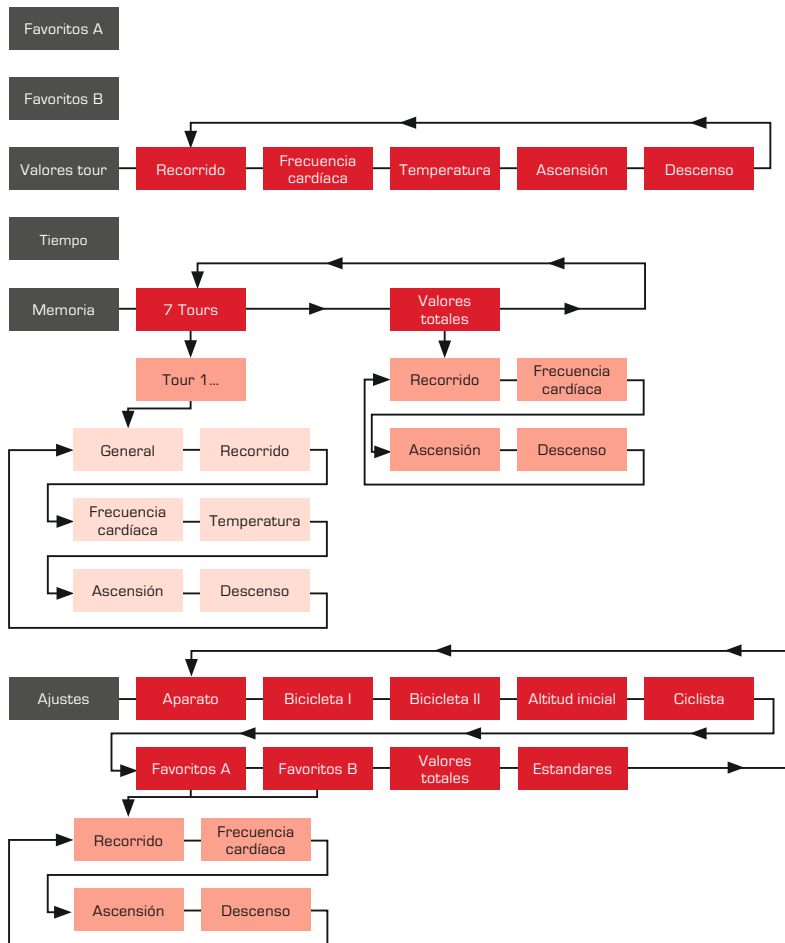 Favoritos A
Favoritos B
Valores tour
Recorrido
Frecuencia
cardíaca
Temperatura
Ascensión
Descenso
Tiempo
Memoria
7 Tours
Valores
totales
Tour 1...
Recorrido
Frecuencia
cardíaca
General
Recorrido
Ascensión
Descenso
Frecuencia
cardíaca
Temperatura
Ascensión
Descenso
Ajustes
Aparato
Bicicleta I
Bicicleta II
Altitud inicial
Ciclista
Favoritos A
Favoritos B
Valores
totales
Estandares
Recorrido
Frecuencia
cardíaca
Ascensión
Descenso